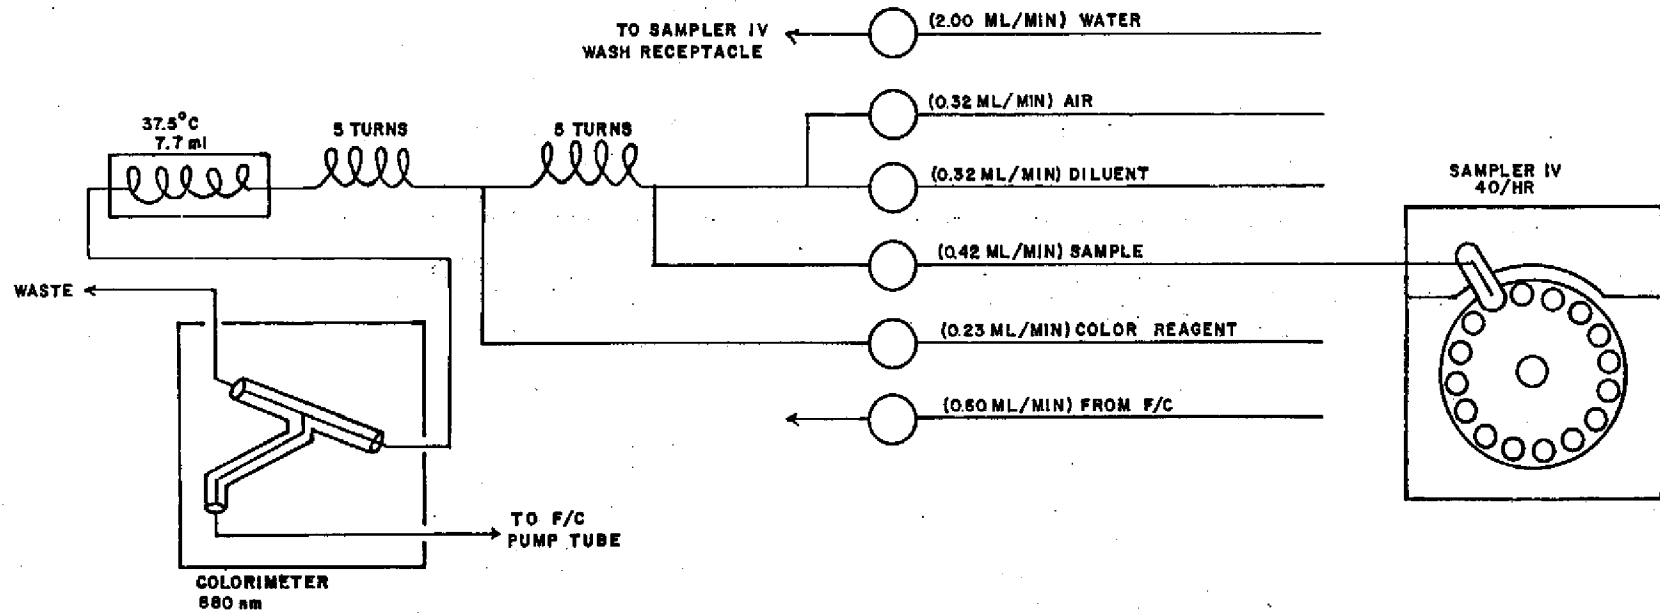 TO SAMPLER IV
WASH RECEPTACLE
(2.00 ML/MIN) WATER
(0.32 ML/MIN) AIR
37.5°C
7.7 ml
5 TURNS
5 TURNS
(0.32 ML/MIN) DILUENT
SAMPLER IV
40/HR
(0.42 ML/MIN) SAMPLE
WASTE
(0.23 ML/MIN) COLOR REAGENT
(0.60 ML/MIN) FROM F/C
TO F/C
PUMP TUBE
COLORIMETER
880 nm